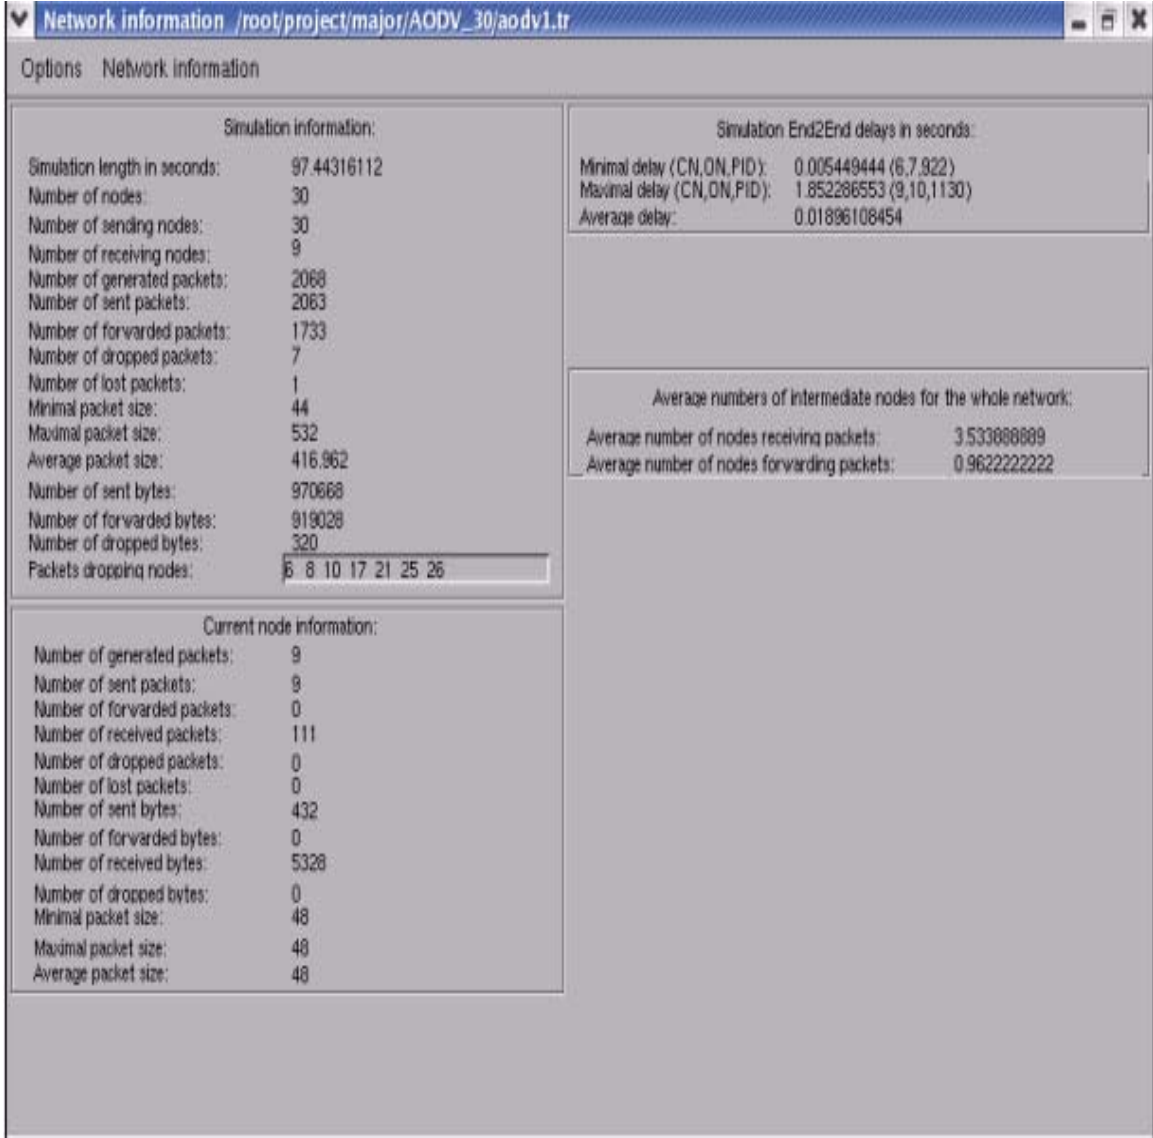 Network information /root/project/major/AODV_30/aodv1.tr
Options Network information
Simulation information:
Simulation length in seconds: 97.44316112
Number of nodes: 30
Number of sending nodes: 30
Number of receiving nodes: 9
Number of generated packets: 2068
Number of sent packets: 2063
Number of forwarded packets: 1733
Number of dropped packets: 7
Number of lost packets: 1
Minimal packet size: 44
Maximal packet size: 532
Average packet size: 416.962
Number of sent bytes: 970668
Number of forwarded bytes: 919028
Number of dropped bytes: 320
Packets dropping nodes: 6 8 10 17 21 25 26
Current node information:
Number of generated packets: 9
Number of sent packets: 9
Number of forwarded packets: 0
Number of received packets: 111
Number of dropped packets: 0
Number of lost packets: 0
Number of sent bytes: 432
Number of forwarded bytes: 0
Number of received bytes: 5328
Number of dropped bytes: 0
Minimal packet size: 48
Maximal packet size: 48
Average packet size: 48
Simulation End2End delays in seconds:
Minimal delay (CN,ON,PID): 0.005449444 (6,7,922)
Maximal delay (CN,ON,PID): 1.852286553 (9,10,1130)
Average delay: 0.01896108454
Average numbers of intermediate nodes for the whole network:
Average number of nodes receiving packets: 3.533888889
Average number of nodes forwarding packets: 0.9622222222